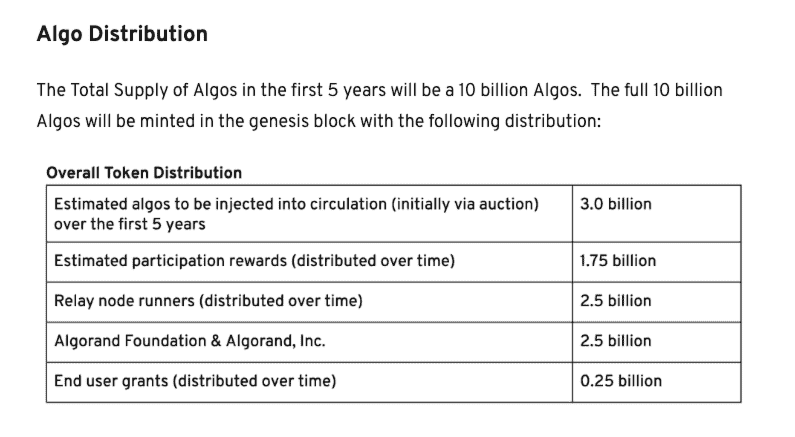 Algo Distribution
The Total Supply of Algos in the first 5 years will be a 10 billion Algos.  The full 10 billion
Algos will be minted in the genesis block with the following distribution:
Overall Token Distribution
Estimated algos to be injected into circulation (initially via auction) 3.0 billion
over the first 5 years
Estimated participation rewards (distributed over time) 1.75 billion
Relay node runners (distributed over time) 2.5 billion
Algorand Foundation & Algorand, Inc. 2.5 billion
End user grants (distributed over time) 0.25 billion